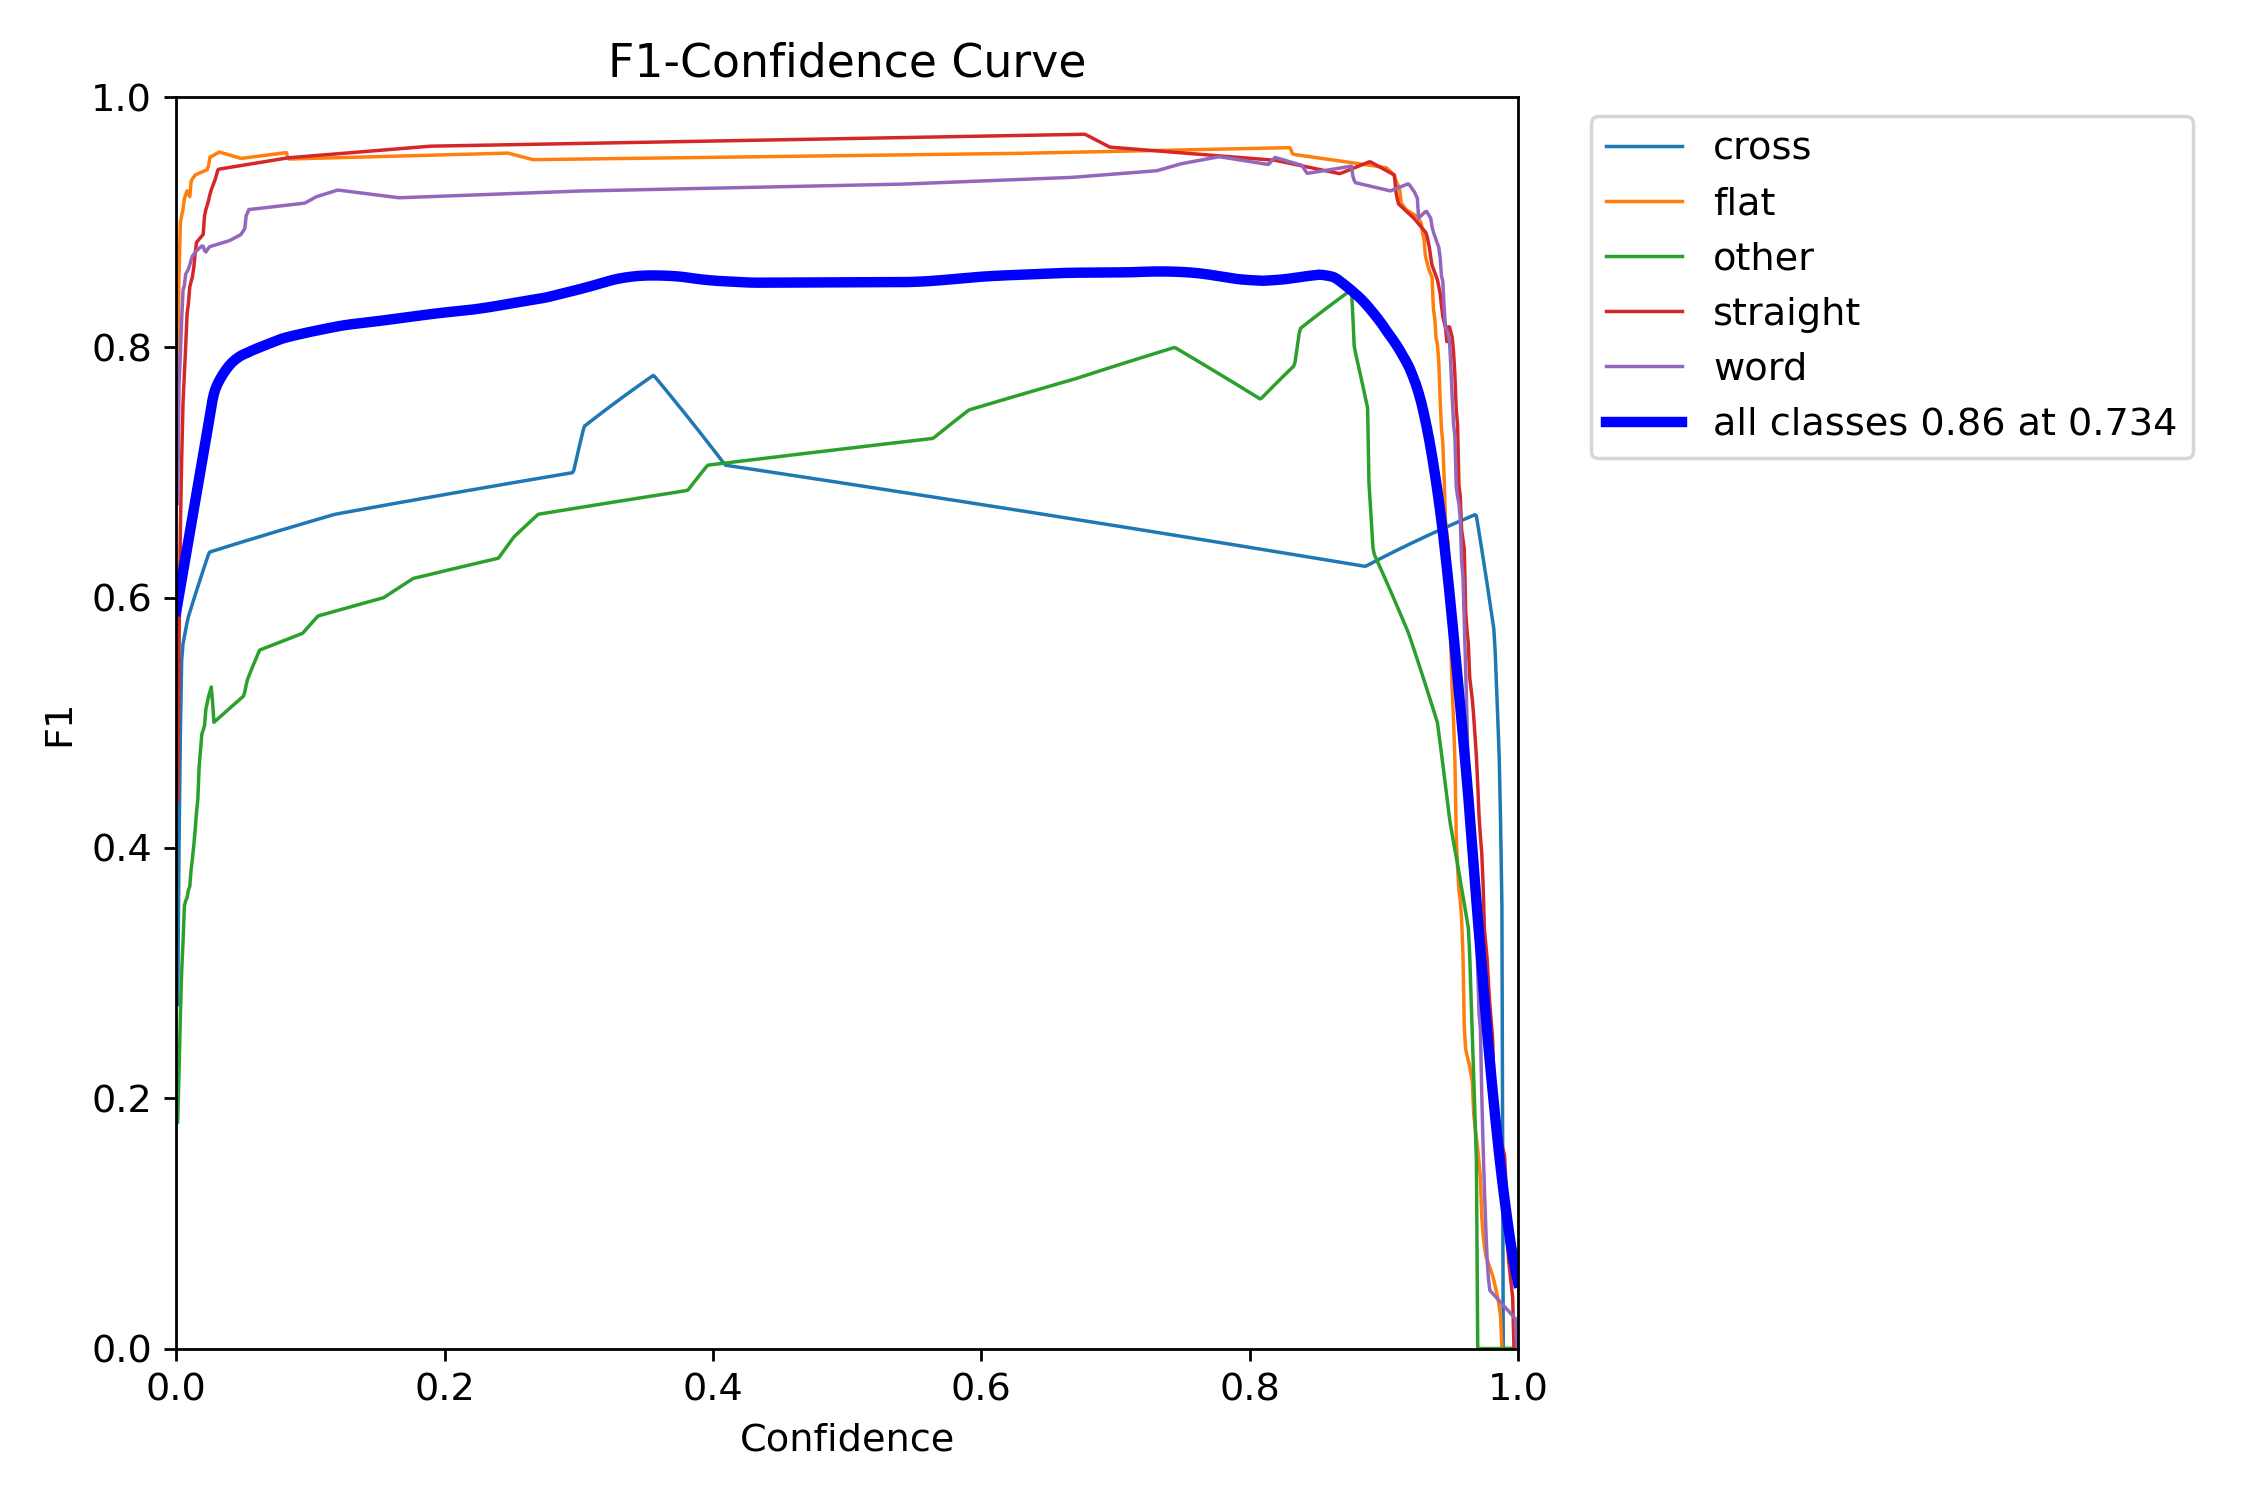 F1-Confidence Curve
1.0
0.8
0.6
0.4
0.2
0.0
F1
0.0 0.2 0.4 0.6 0.8 1.0
Confidence
cross
flat
other
straight
word
all classes 0.86 at 0.734